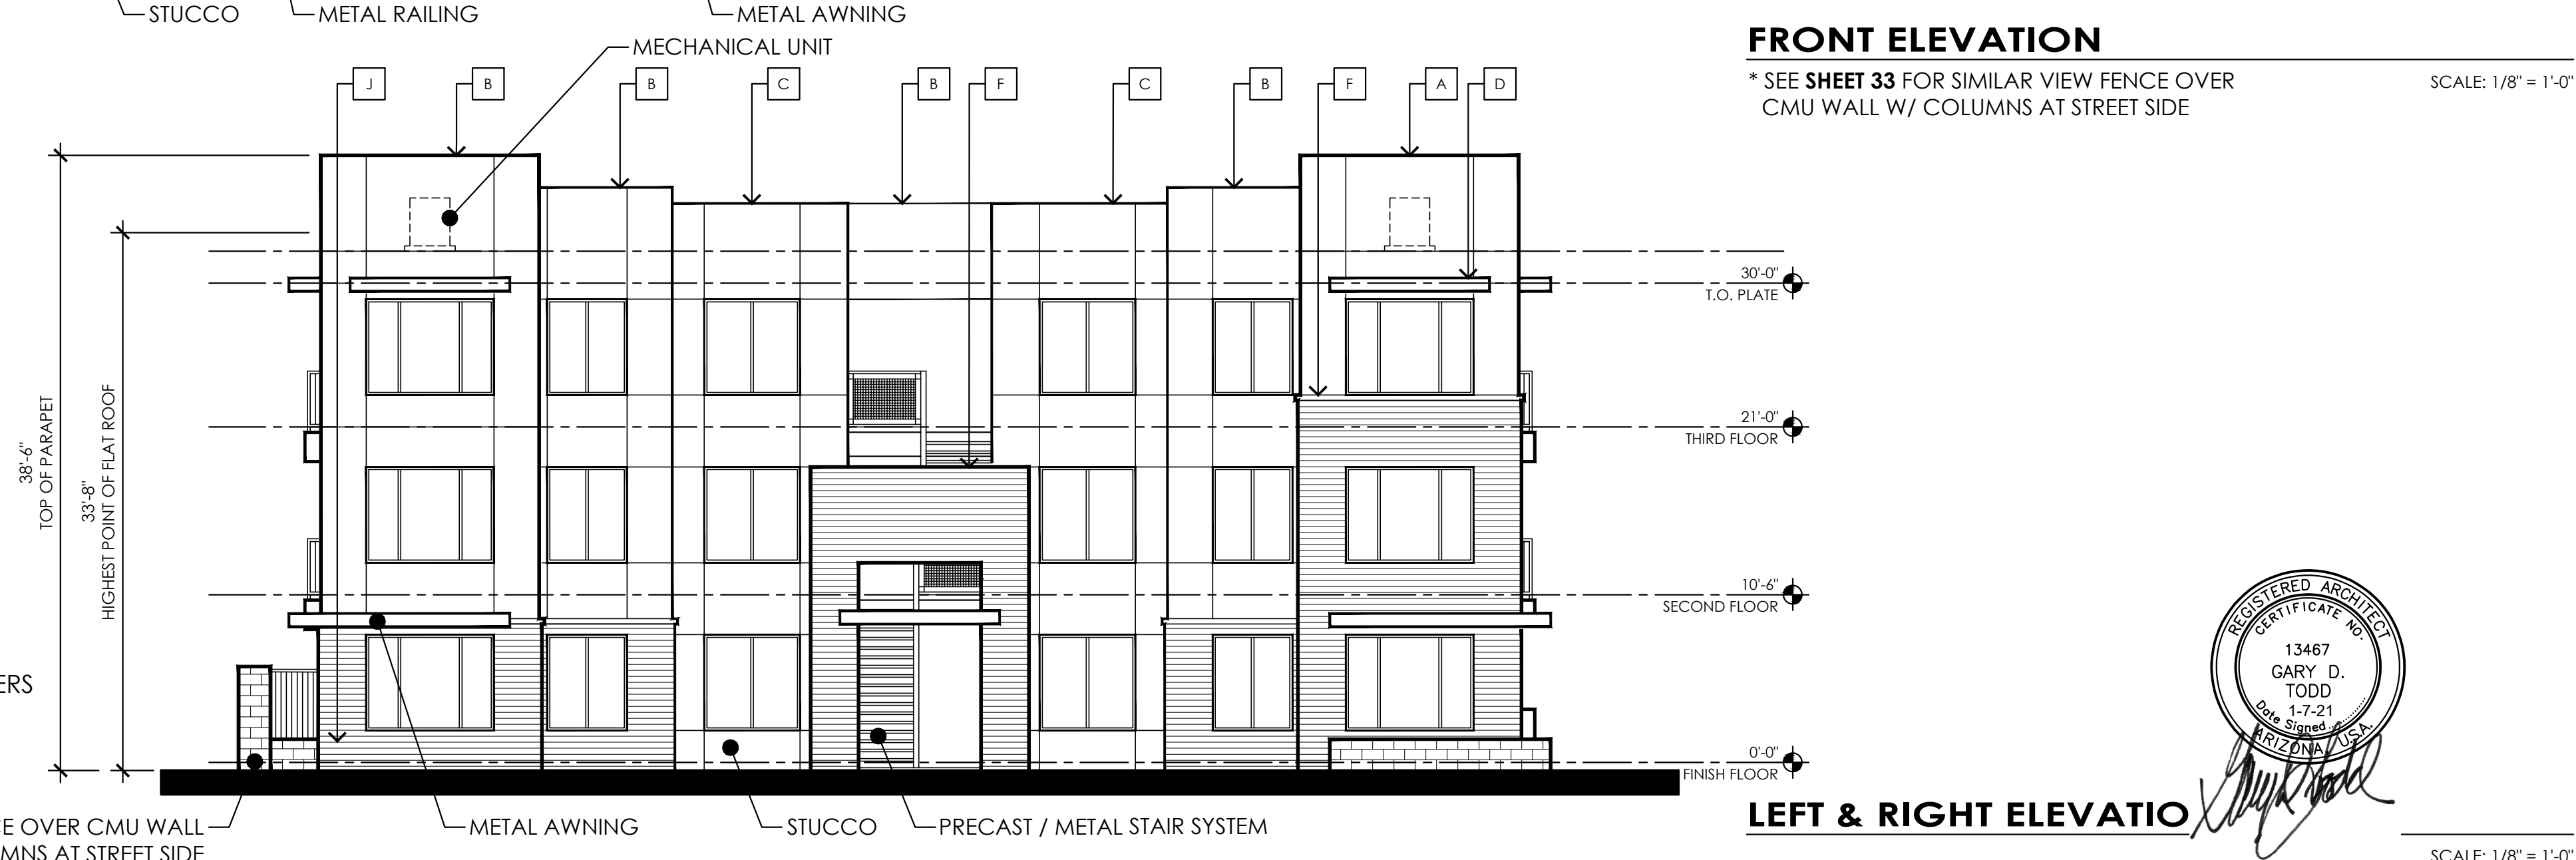 STUCCO
METAL RAILING
METAL AWNING
MECHANICAL UNIT
J
B
B
C
B
F
C
B
F
A
D
FRONT ELEVATION
* SEE SHEET 33 FOR SIMILAR VIEW FENCE OVER
CMU WALL W/ COLUMNS AT STREET SIDE
SCALE: 1/8" = 1'-0"
38'-6"
TOP OF PARAPET
33'-8"
HIGHEST POINT OF FLAT ROOF
30'-0"
T.O. PLATE
21'-0"
THIRD FLOOR
10'-6"
SECOND FLOOR
0'-0"
FINISH FLOOR
ERS
E OVER CMU WALL
MNS AT STREET SIDE
METAL AWNING
STUCCO
PRECAST / METAL STAIR SYSTEM
REGISTERED ARCHITECT
CERTIFICATE NO.
13467
GARY D.
TODD
1-7-21
Date Signed
ARIZONA, U.S.A.
LEFT & RIGHT ELEVATIO
SCALE: 1/8" = 1'-0"